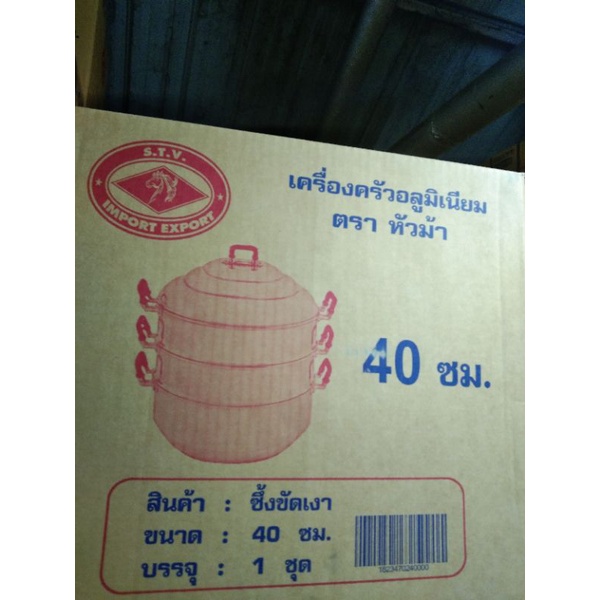 S.T.V.
IMPORT EXPORT
เครื่องครัวอลูมิเนียม
ตรา หัวม้า
40 ซม.
สินค้า : ซึ้งขัดเงา
ขนาด : 40 ซม.
บรรจุ : 1 ชุด
1823470240000